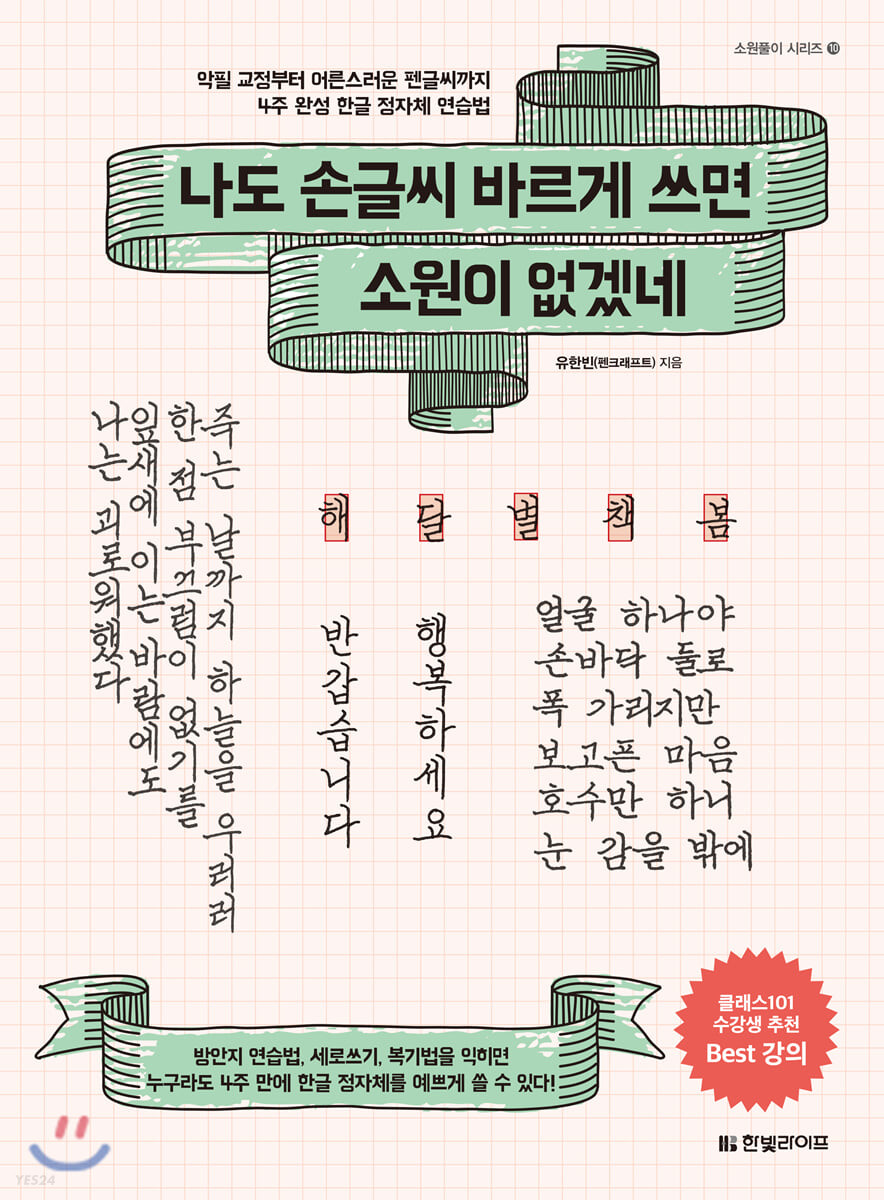 소원풀이 시리즈 10
악필 교정부터 어른스러운 펜글씨까지
4주 완성 한글 정자체 연습법
나도 손글씨 바르게 쓰면
소원이 없겠네
유한빈(펜크래프트) 지음
죽는 날까지 하늘을 우러러
한 점 부끄럼이 없기를
잎새에 이는 바람에도
나는 괴로워했다
해 달 별 책 봄
반갑습니다
행복하세요
얼굴 하나야
손바닥 둘로
폭 가리지만
보고픈 마음
호수만 하니
눈 감을 밖에
클래스101
수강생 추천
Best 강의
방안지 연습법, 세로쓰기, 복기법을 익히면
누구라도 4주 만에 한글 정자체를 예쁘게 쓸 수 있다!
한빛라이프
YES24